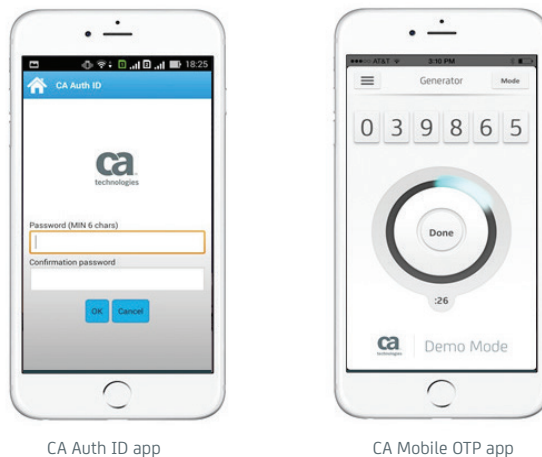 18:25
CA Auth ID
ca
technologies
Password (MIN 6 chars)
Confirmation password
OK Cancel
CA Auth ID app
AT&T 3:10 PM
Generator Mode
0 3 9 8 6 5
Done
:26
ca
technologies
Demo Mode
CA Mobile OTP app